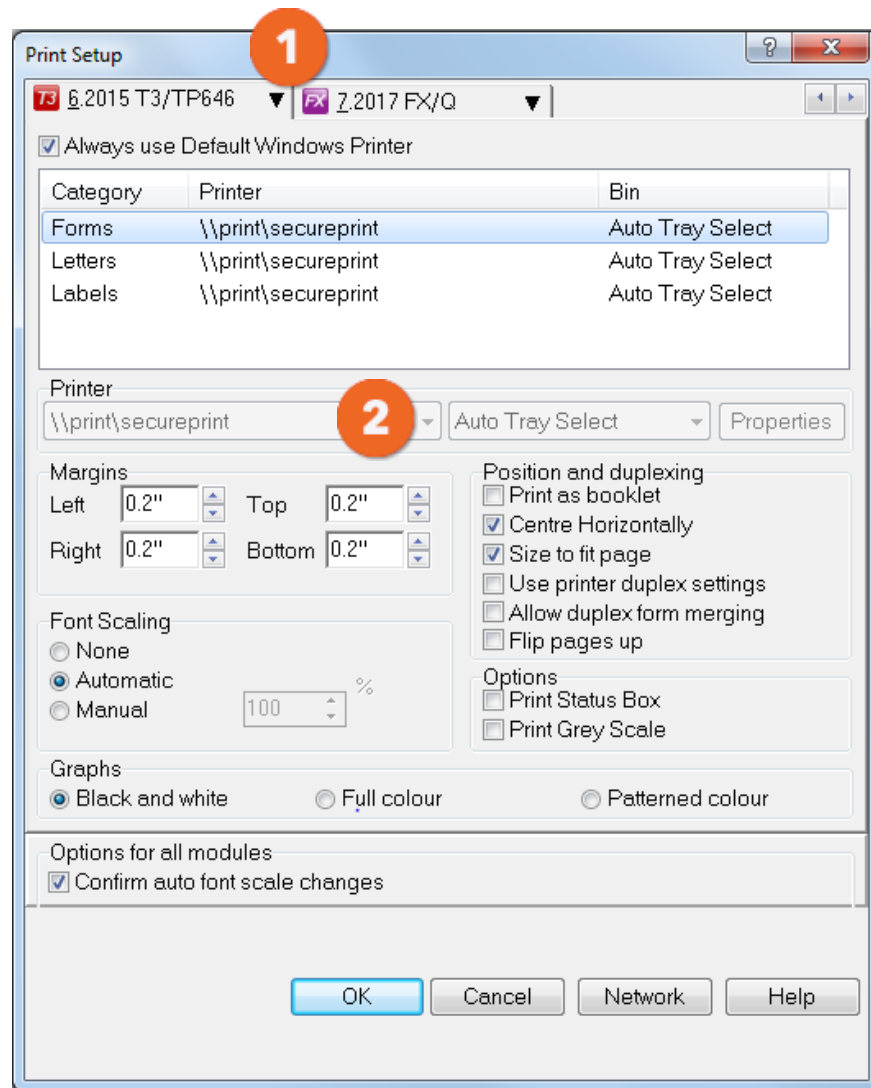 1
Print Setup
T3 6.2015 T3/TP646 FX 7.2017 FX/Q
Always use Default Windows Printer
Category Printer Bin
Forms \\print\secureprint Auto Tray Select
Letters \\print\secureprint Auto Tray Select
Labels \\print\secureprint Auto Tray Select
Printer
\\print\secureprint 2 Auto Tray Select Properties
Margins
Left 0.2" Top 0.2"
Right 0.2" Bottom 0.2"
Position and duplexing
Print as booklet
Centre Horizontally
Size to fit page
Use printer duplex settings
Allow duplex form merging
Flip pages up
Font Scaling
None
Automatic
Manual 100 %
Options
Print Status Box
Print Grey Scale
Graphs
Black and white Full colour Patterned colour
Options for all modules
Confirm auto font scale changes
OK Cancel Network Help